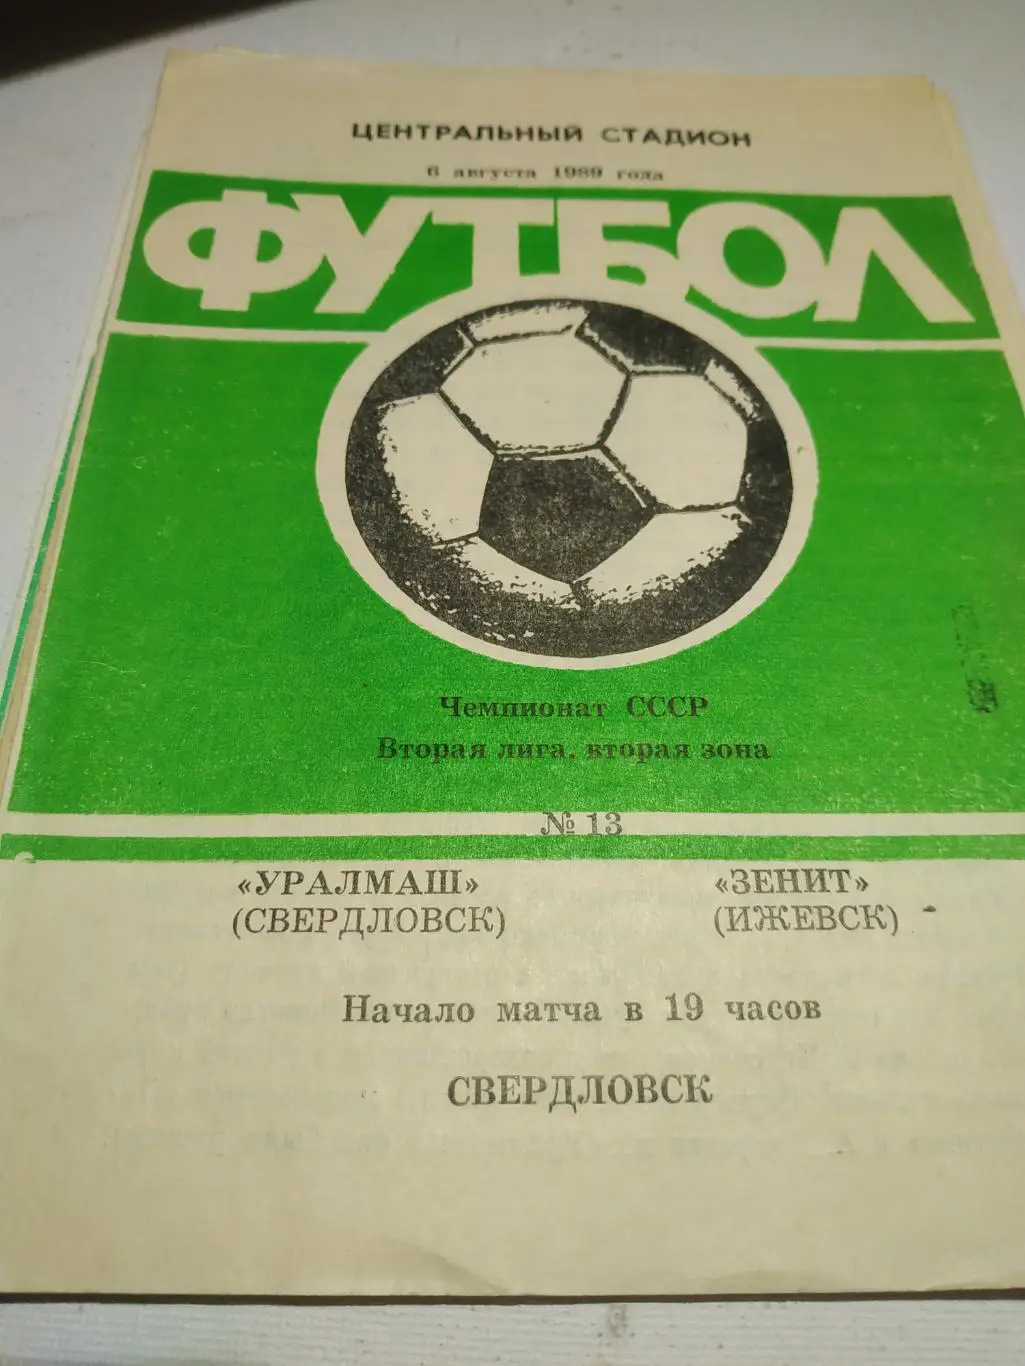 ЦЕНТРАЛЬНЫЙ СТАДИОН
6 августа 1989 года
ФУТБОЛ
Чемпионат СССР
Вторая лига, вторая зона
№ 13
«УРАЛМАШ» «ЗЕНИТ»
(СВЕРДЛОВСК) (ИЖЕВСК)
Начало матча в 19 часов
СВЕРДЛОВСК